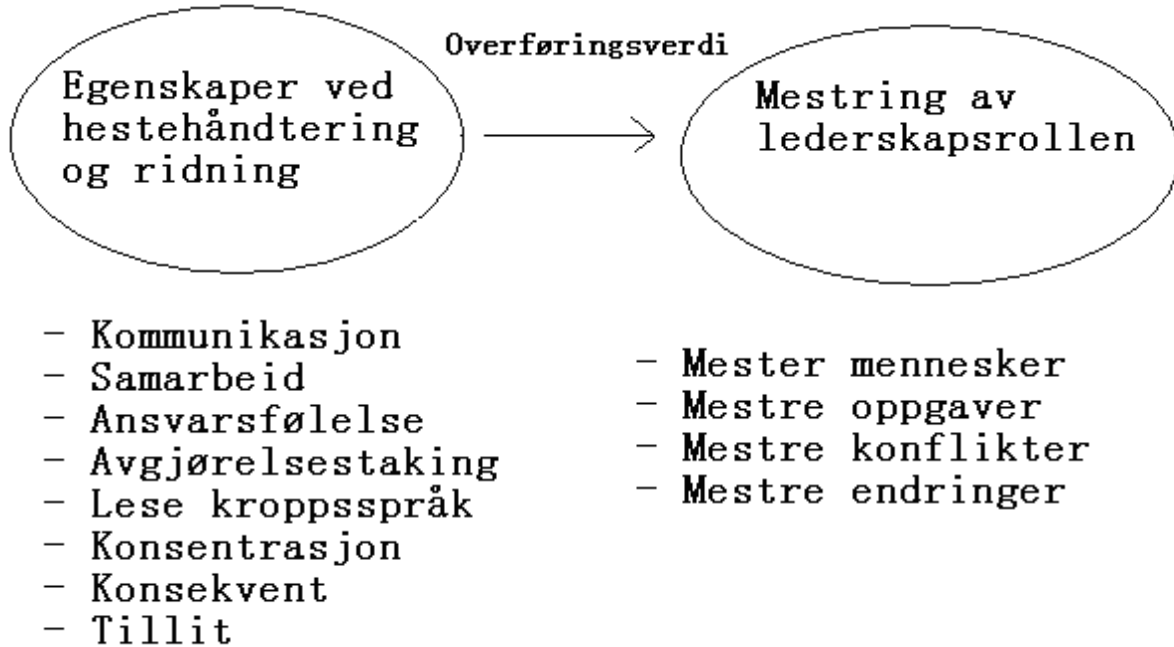 Egenskaper ved
hestehåndtering
og ridning
Overføringsverdi
Mestring av
lederskapsrollen
- Kommunikasjon
- Samarbeid
- Ansvarsfølelse
- Avgjørelsestaking
- Lese kroppsspråk
- Konsentrasjon
- Konsekvent
- Tillit
- Mester mennesker
- Mestre oppgaver
- Mestre konflikter
- Mestre endringer